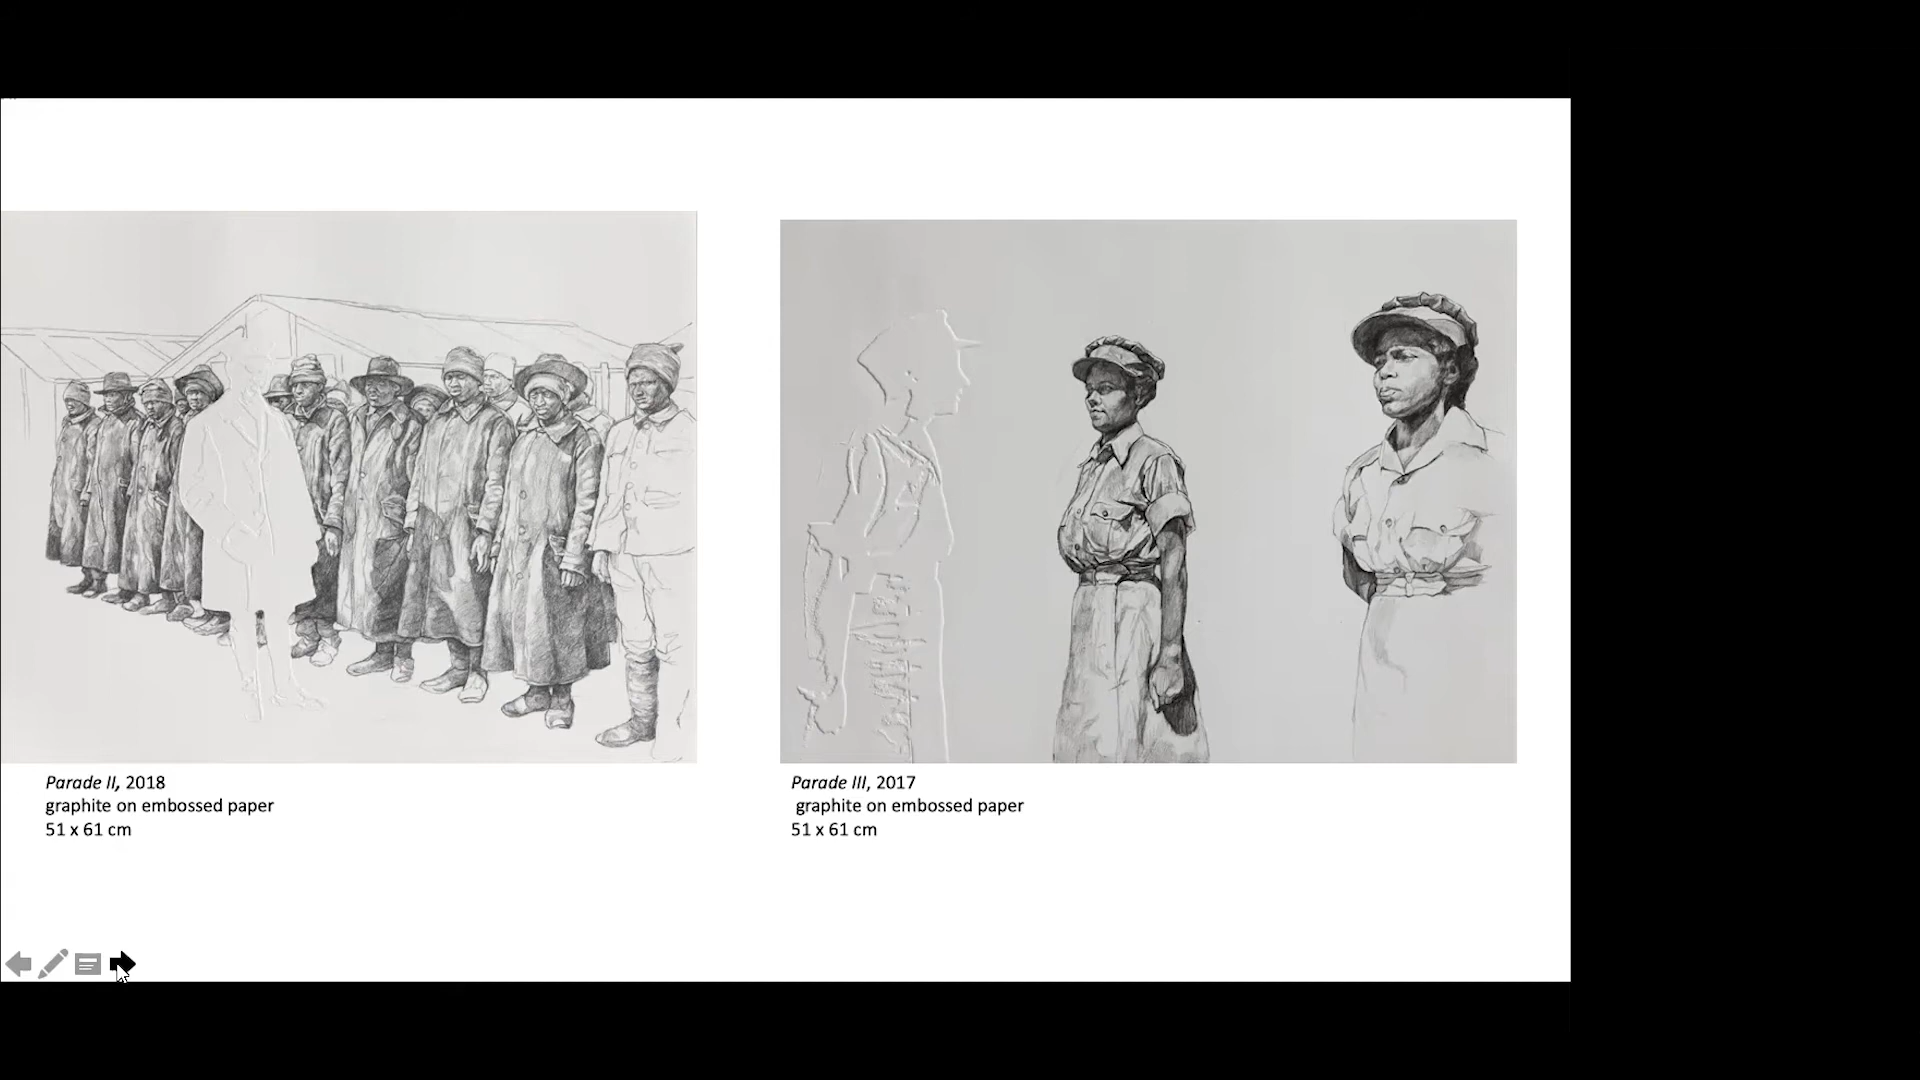 Parade II, 2018
graphite on embossed paper
51 x 61 cm
Parade III, 2017
graphite on embossed paper
51 x 61 cm